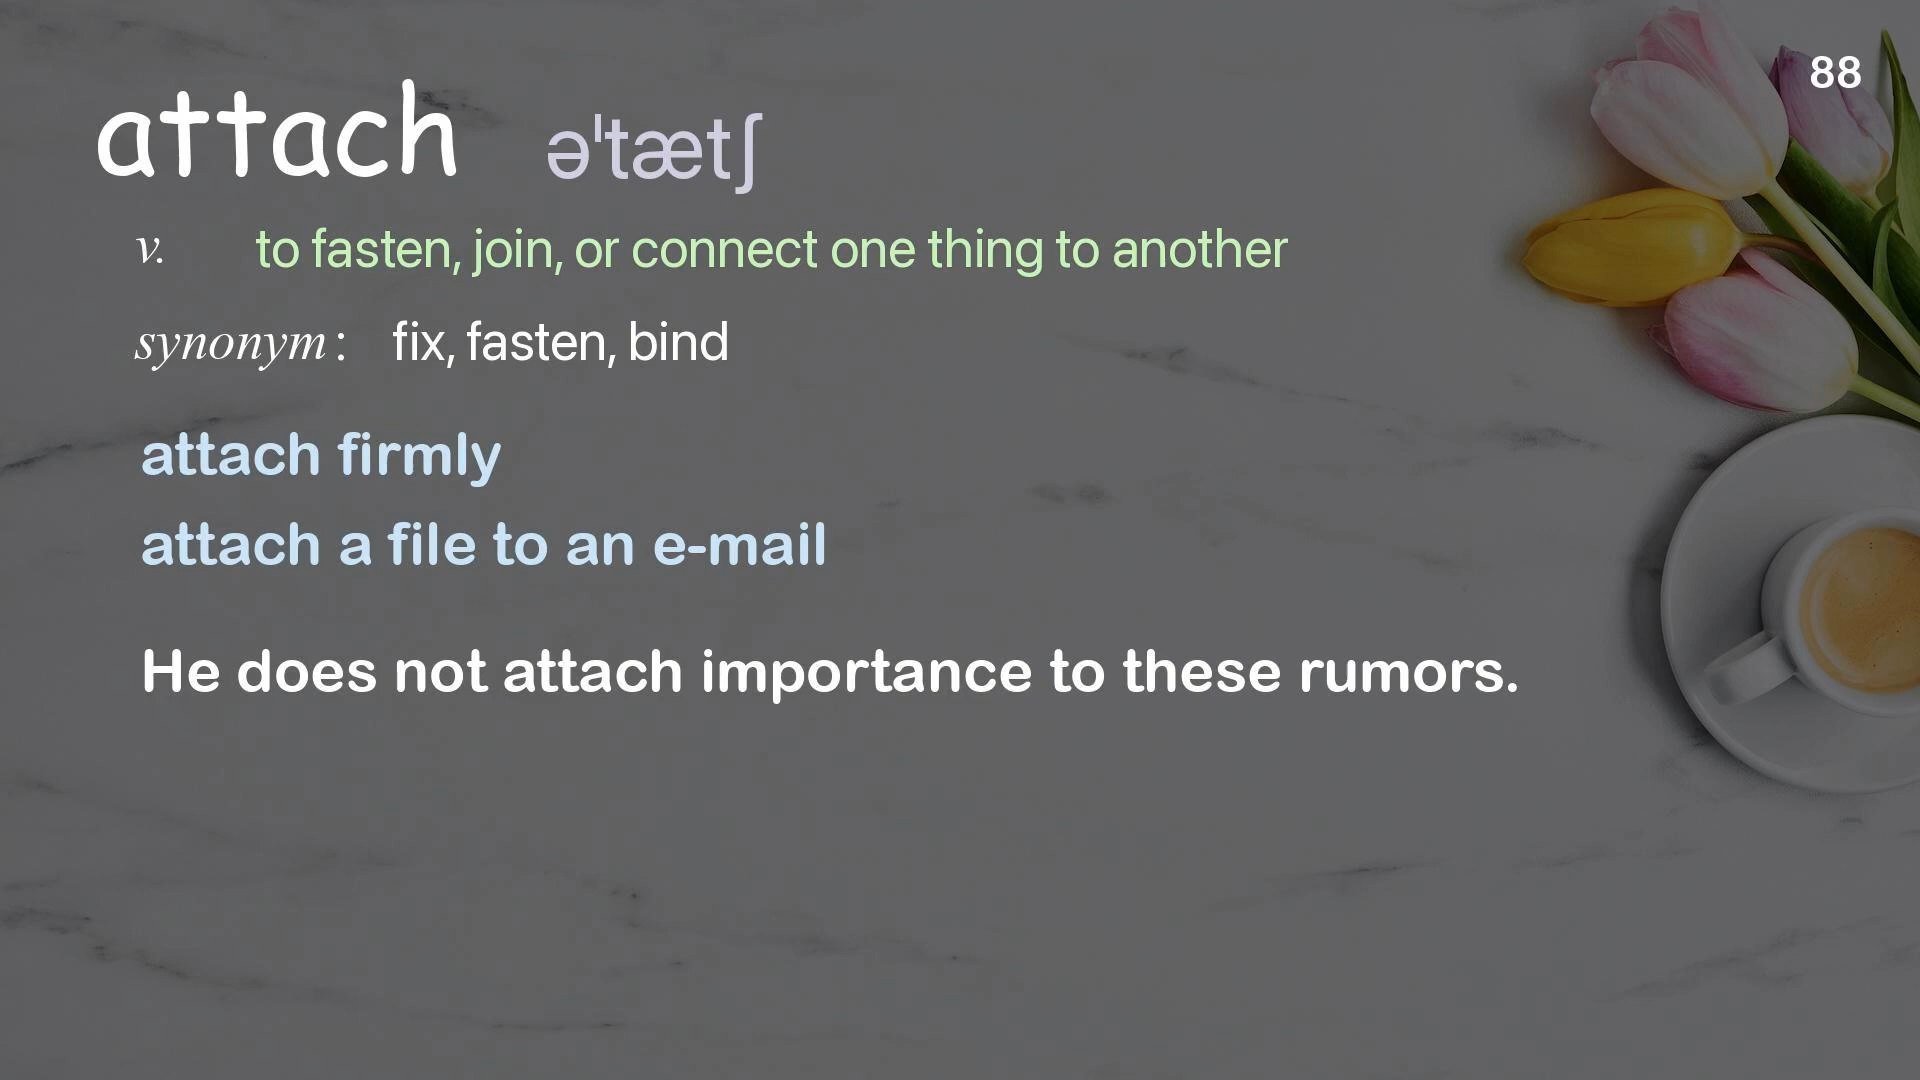 88
attach əˈtætʃ
v. to fasten, join, or connect one thing to another
synonym : fix, fasten, bind
attach firmly
attach a file to an e-mail
He does not attach importance to these rumors.